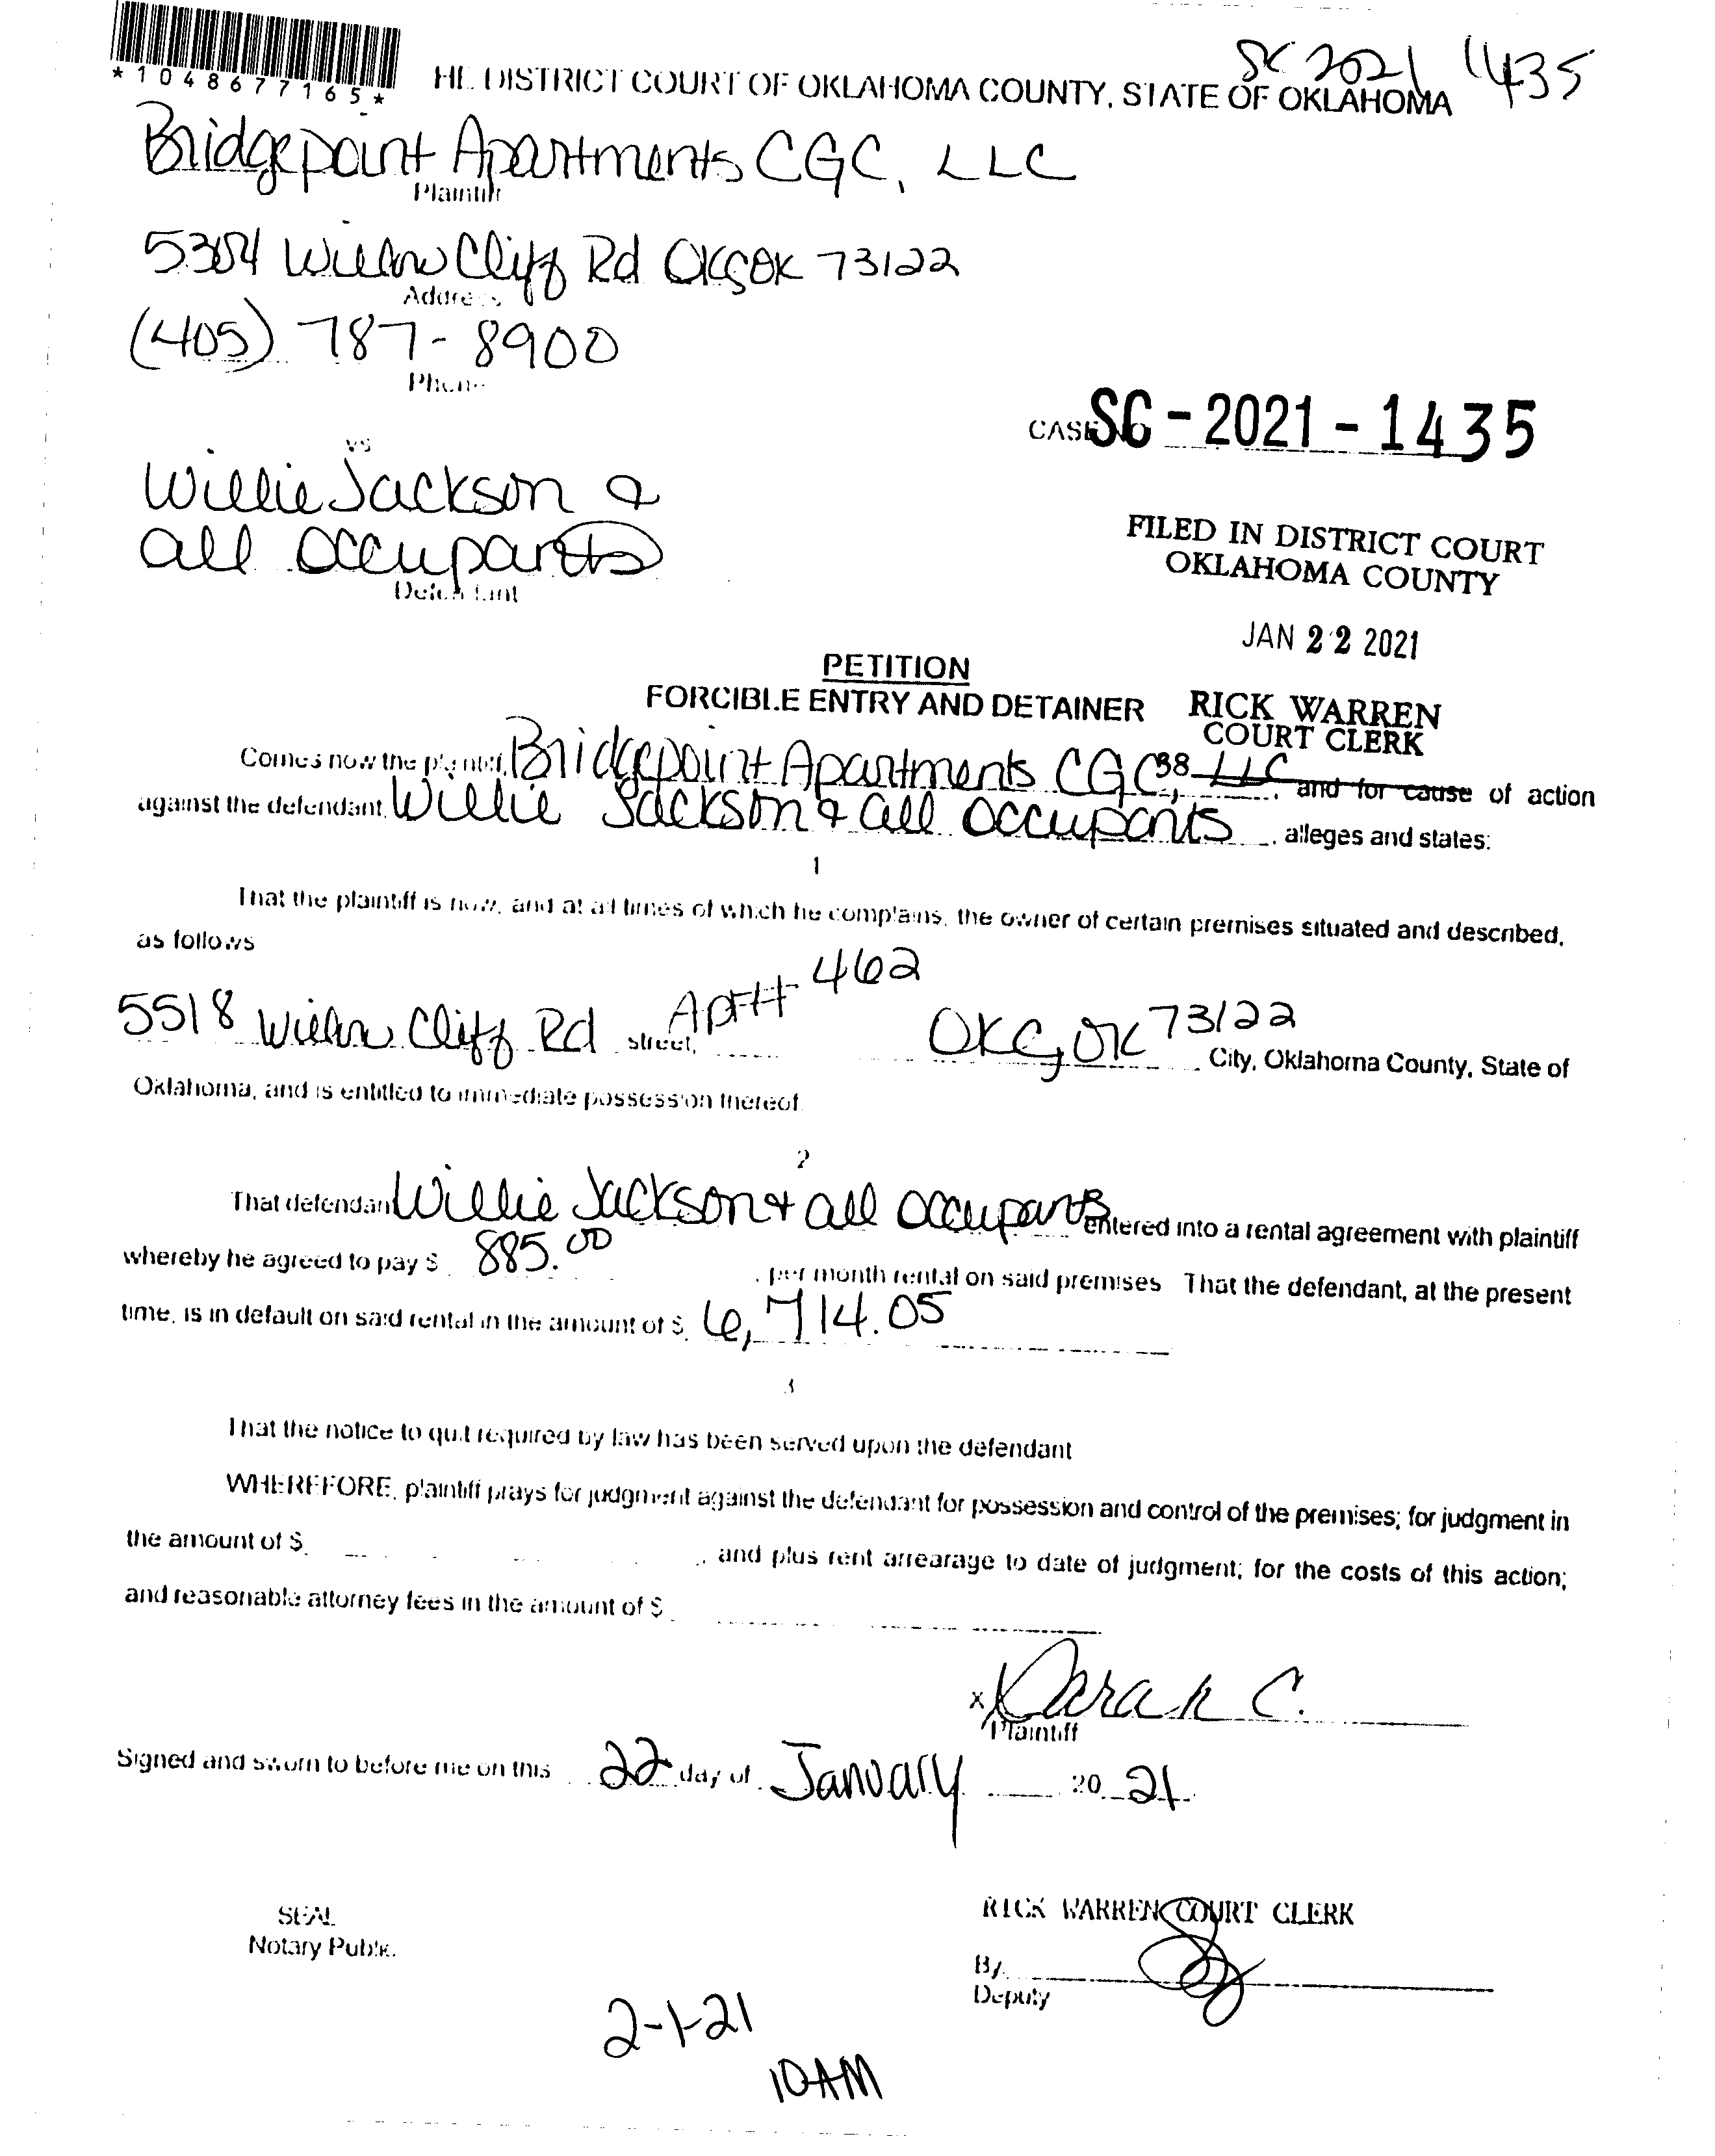 *1048677165*
SC 2021 1435
HE DISTRICT COURT OF OKLAHOMA COUNTY, STATE OF OKLAHOMA
Bridgepoint Apartments CGC, LLC
Plaintiff
5304 Willow Cliff Rd OKC OK 73122
Address
(405) 787-8900
Phone
CASE NO SC-2021-1435
vs
Willie Jackson &
all occupants
Defendant
FILED IN DISTRICT COURT
OKLAHOMA COUNTY
JAN 22 2021
PETITION
FORCIBLE ENTRY AND DETAINER
RICK WARREN
COURT CLERK
38
Comes now the plaintiff, Bridgepoint Apartments CGC, LLC, and for cause of action
against the defendant, Willie Jackson & all occupants, alleges and states:
1
That the plaintiff is now, and at all times of which he complains, the owner of certain premises situated and described,
as follows
5518 Willow Cliff Rd street, Apt# 462 OKC, OK 73122 City, Oklahoma County, State of
Oklahoma, and is entitled to immediate possession thereof.
2
That defendant Willie Jackson & all occupants entered into a rental agreement with plaintiff
whereby he agreed to pay $ 885.00, per month rental on said premises That the defendant, at the present
time, is in default on said rental in the amount of $ 6,714.05
3
That the notice to quit required by law has been served upon the defendant
WHEREFORE, plaintiff prays for judgment against the defendant for possession and control of the premises; for judgment in
the amount of $ , and plus rent arrearage to date of judgment; for the costs of this action;
and reasonable attorney fees in the amount of $
x Darah C.
Plaintiff
Signed and sworn to before me on this 22 day of January 20 21
SEAL
Notary Public
RICK WARREN COURT CLERK
By
Deputy
2-1-21
10AM